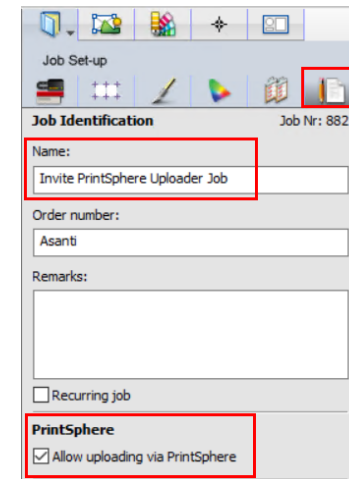 Job Set-up
Job Identification Job Nr: 882
Name:
Invite PrintSphere Uploader Job
Order number:
Asanti
Remarks:
Recurring job
PrintSphere
Allow uploading via PrintSphere